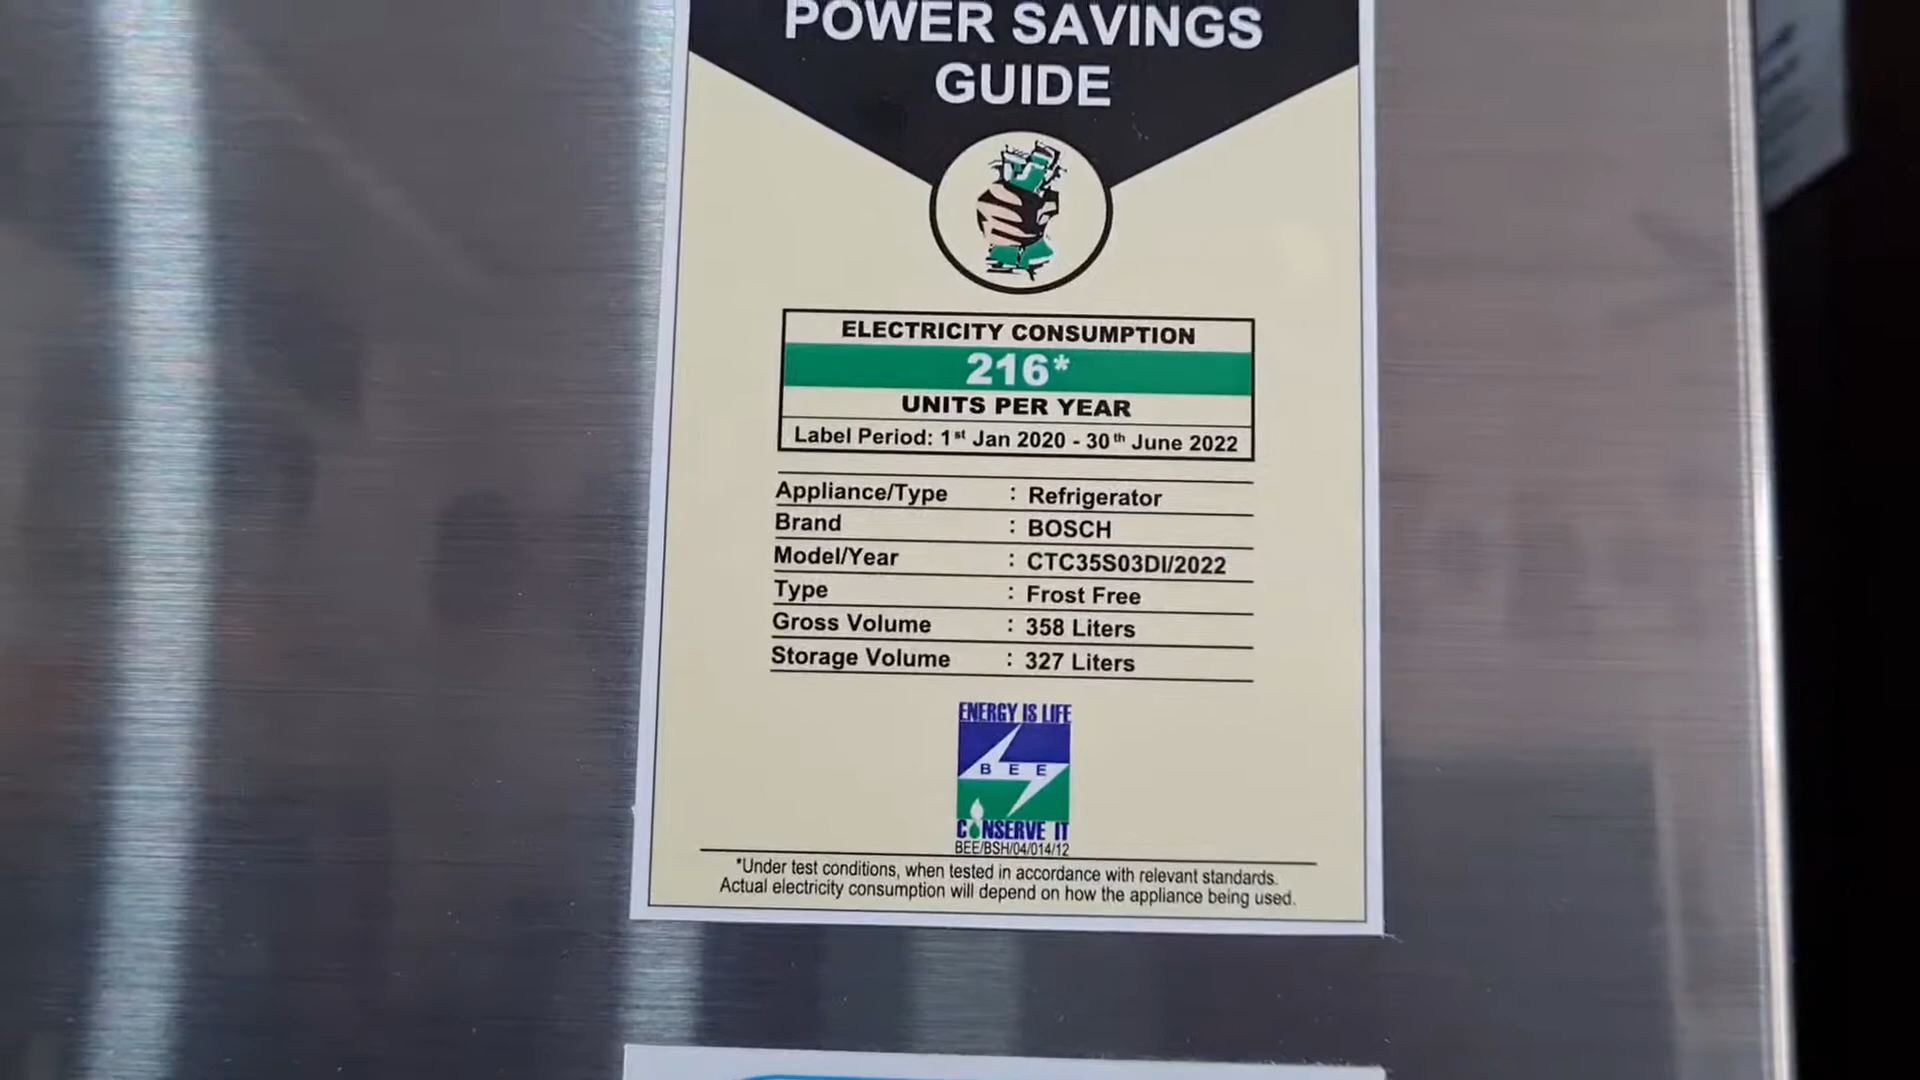 POWER SAVINGS
GUIDE
ELECTRICITY CONSUMPTION
216*
UNITS PER YEAR
Label Period: 1st Jan 2020 - 30th June 2022
Appliance/Type : Refrigerator
Brand : BOSCH
Model/Year : CTC35S03DI/2022
Type : Frost Free
Gross Volume : 358 Liters
Storage Volume : 327 Liters
ENERGY IS LIFE
BEE
CONSERVE IT
BEE/BSH/04/014/12
*Under test conditions, when tested in accordance with relevant standards.
Actual electricity consumption will depend on how the appliance being used.